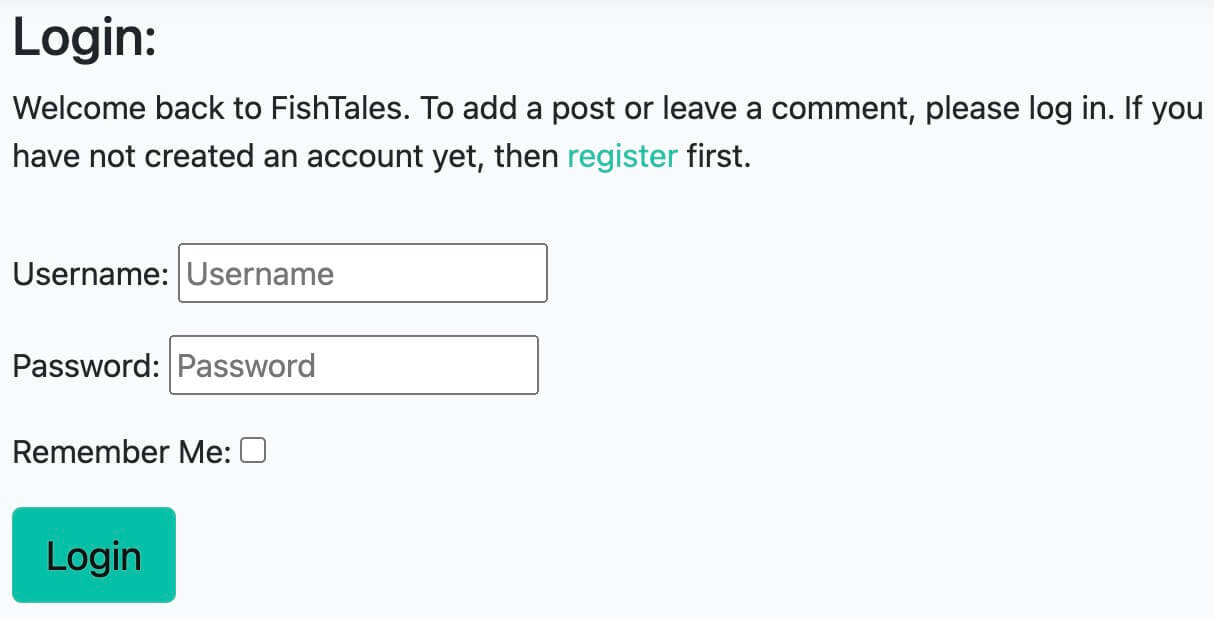 Login:
Welcome back to FishTales. To add a post or leave a comment, please log in. If you
have not created an account yet, then register first.
Username: Username
Password: Password
Remember Me:
Login